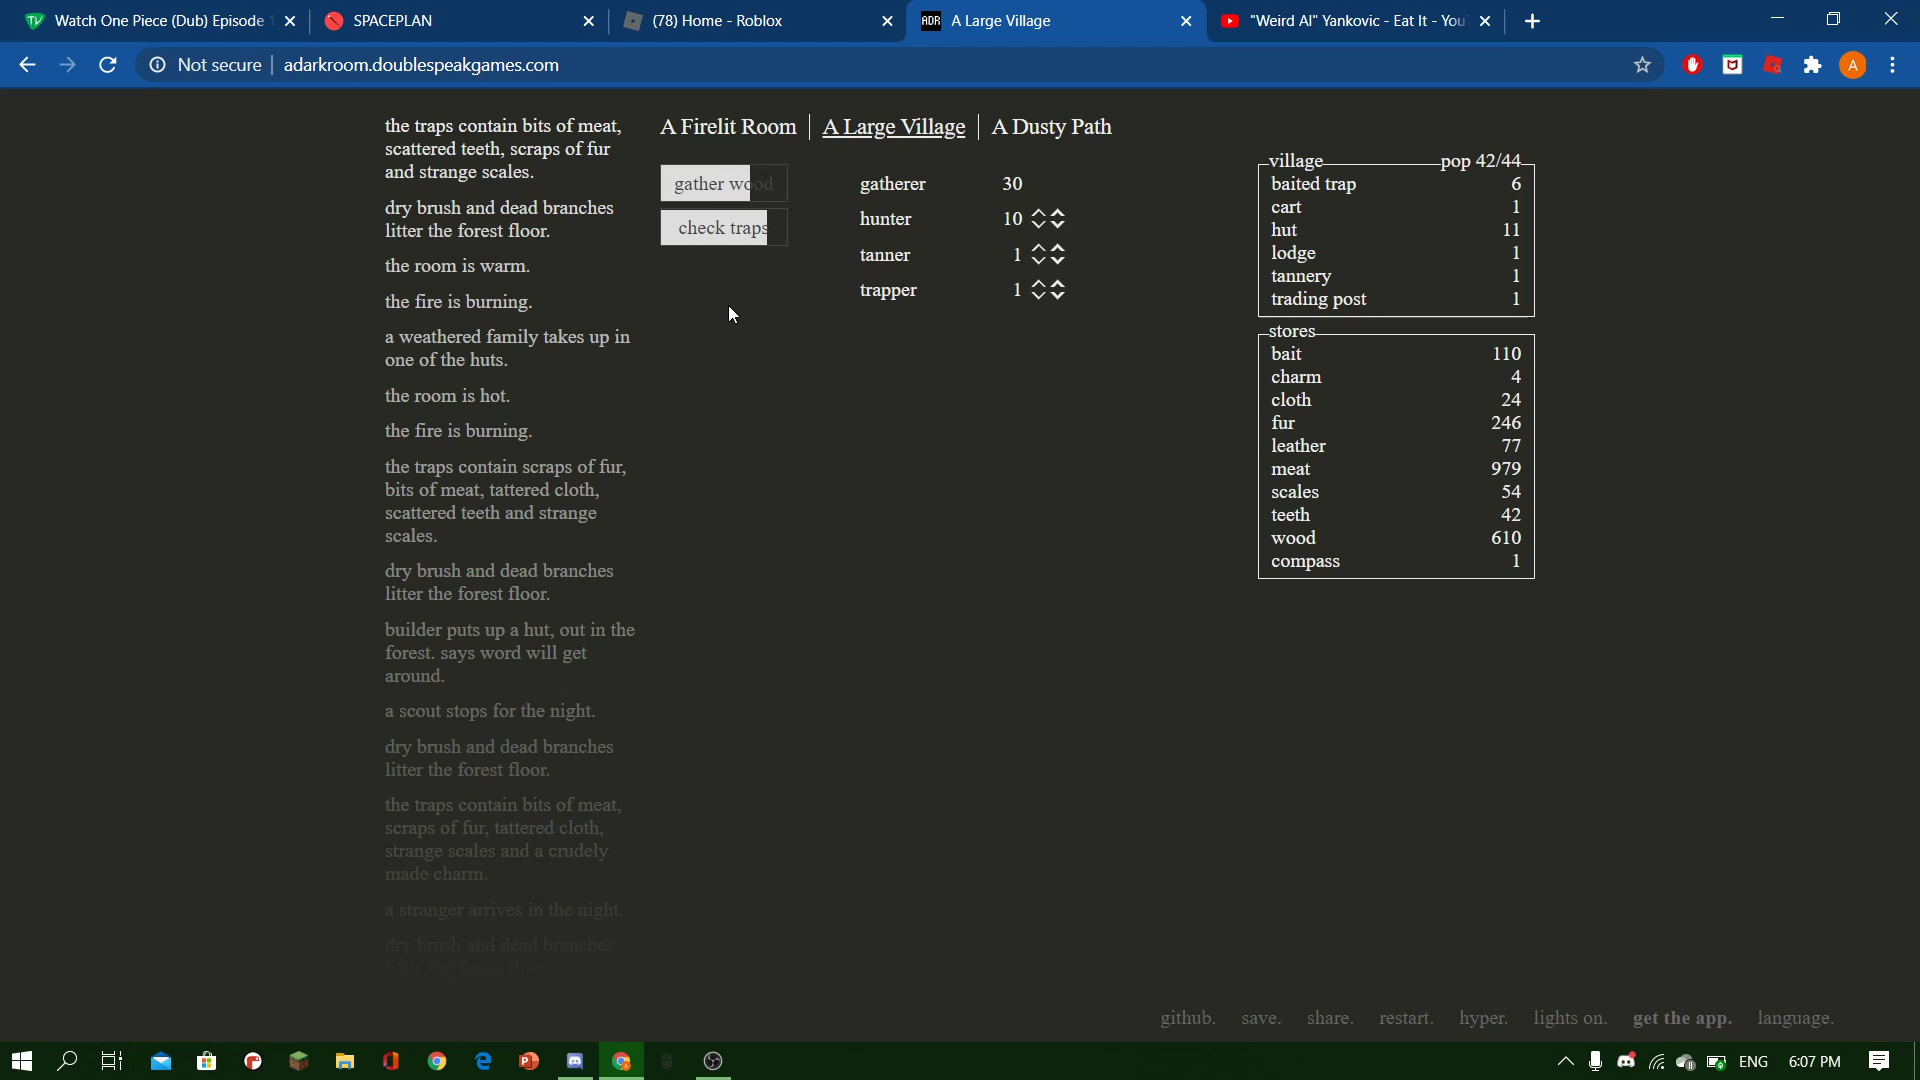 Watch One Piece (Dub) Episode
SPACEPLAN
(78) Home - Roblox
ADR
A Large Village
"Weird Al" Yankovic - Eat It - You
Not secure
adarkroom.doublespeakgames.com
A
the traps contain bits of meat,
scattered teeth, scraps of fur
and strange scales.
dry brush and dead branches
litter the forest floor.
the room is warm.
the fire is burning.
a weathered family takes up in
one of the huts.
the room is hot.
the fire is burning.
the traps contain scraps of fur,
bits of meat, tattered cloth,
scattered teeth and strange
scales.
dry brush and dead branches
litter the forest floor.
builder puts up a hut, out in the
forest. says word will get
around.
a scout stops for the night.
dry brush and dead branches
litter the forest floor.
the traps contain bits of meat,
scraps of fur, tattered cloth,
strange scales and a crudely
made charm.
a stranger arrives in the night.
dry brush and dead branches
litter the forest floor.
A Firelit Room
A Large Village
A Dusty Path
gather wood
check traps
gatherer 30
hunter 10
tanner 1
trapper 1
village pop 42/44
baited trap 6
cart 1
hut 11
lodge 1
tannery 1
trading post 1
stores
bait 110
charm 4
cloth 24
fur 246
leather 77
meat 979
scales 54
teeth 42
wood 610
compass 1
github. save. share. restart. hyper. lights on. get the app. language.
ENG
6:07 PM